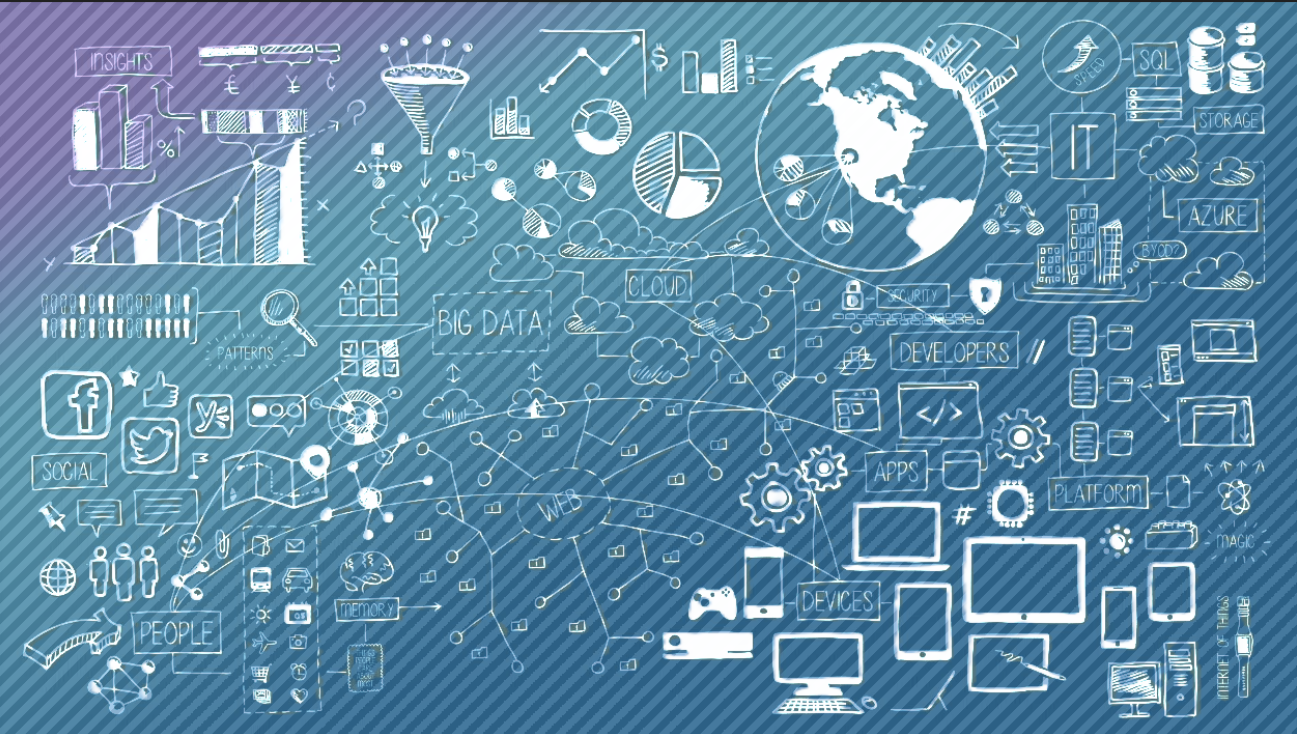 INSIGHTS
€
¥
¢
%
?
x
y
$
SPEED
SQL
STORAGE
IT
AZURE
BYOD?
CLOUD
SECURITY
BIG DATA
PATTERNS
DEVELOPERS
//
</>
f
SOCIAL
APPS
PLATFORM
WEB
#
MAGIC
MEMORY
DEVICES
PEOPLE
INTERNET OF THINGS